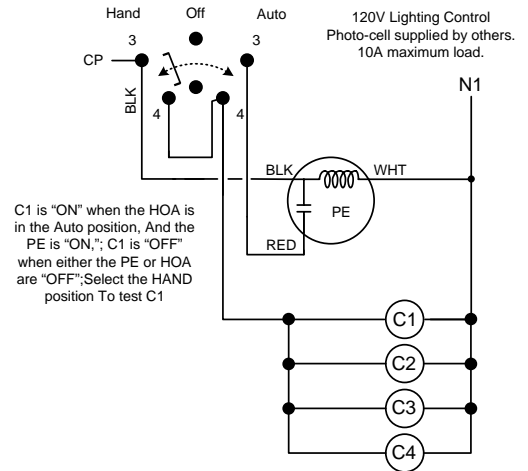 Hand Off Auto
120V Lighting Control
Photo-cell supplied by others.
10A maximum load.
3 3
CP
N1
BLK
4 4
BLK WHT
PE
RED
C1 is “ON” when the HOA is
in the Auto position, And the
PE is “ON,”; C1 is “OFF”
when either the PE or HOA
are “OFF”;Select the HAND
position To test C1
C1
C2
C3
C4